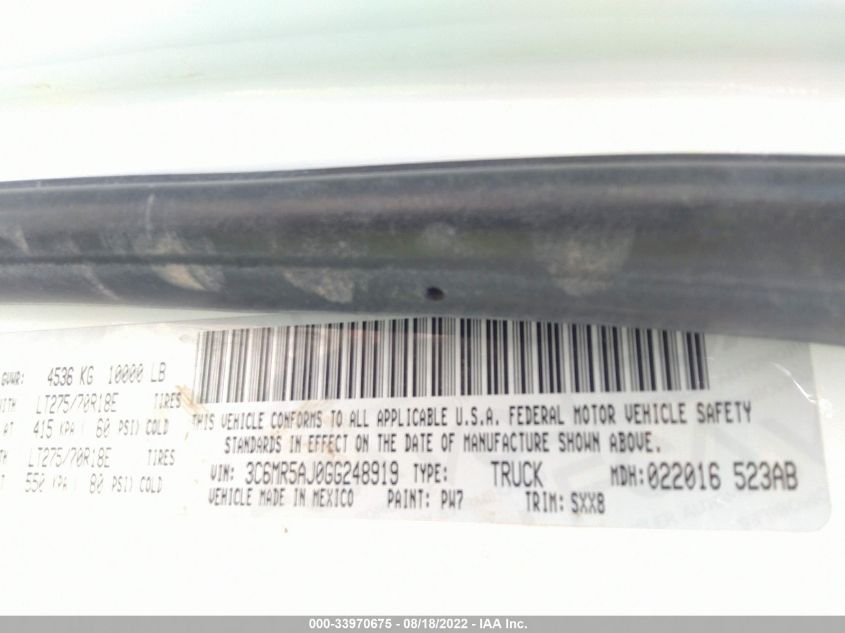 GVWR: 4536 KG 10000 LB
WITH LT275/70R18E TIRES
AT 415 KPA ( 60 PSI) COLD
LT275/70R18E TIRES
AT 550 KPA ( 80 PSI) COLD
THIS VEHICLE CONFORMS TO ALL APPLICABLE U.S.A. FEDERAL MOTOR VEHICLE SAFETY
STANDARDS IN EFFECT ON THE DATE OF MANUFACTURE SHOWN ABOVE.
VIN: 3C6MR5AJ0GG248919 TYPE: TRUCK MDH:022016 523AB
VEHICLE MADE IN MEXICO PAINT: PW7 TRIM: SXX8
000-33970675 - 08/18/2022 - IAA Inc.